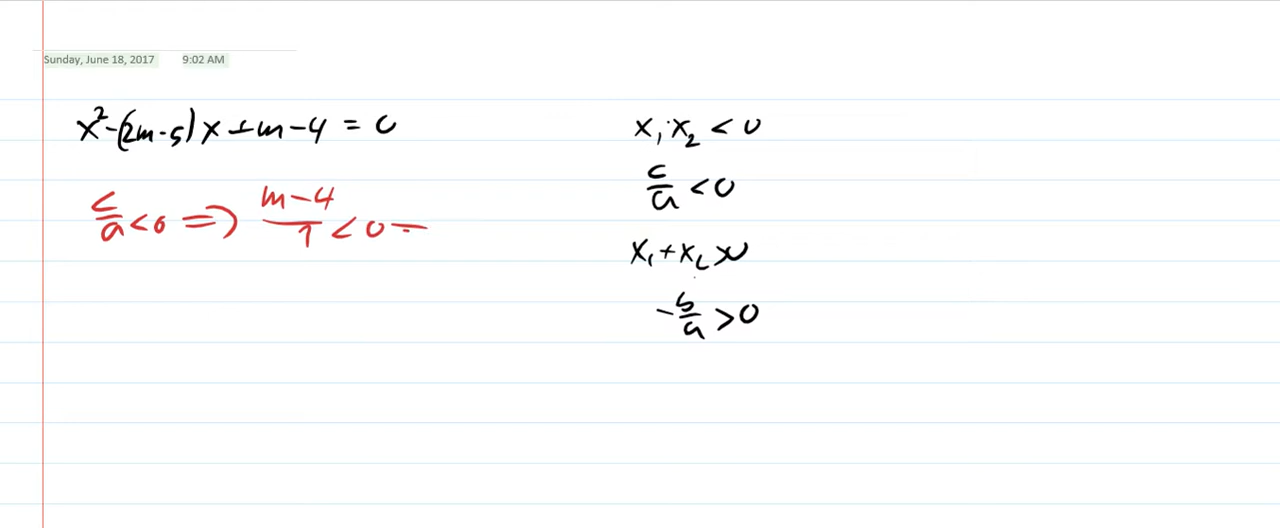 Sunday, June 18, 2017 9:02 AM
x²-(2m-5)x+m-4=0
c/a<0 ⇒ (m-4)/1<0=
x₁·x₂<0
c/a<0
x₁+x₂>0
-b/a>0